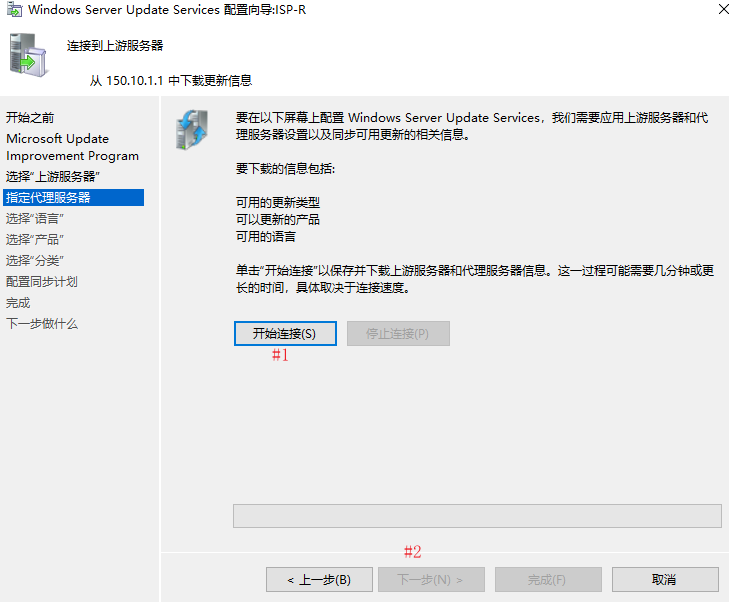 Windows Server Update Services 配置向导:ISP-R
连接到上游服务器
从 150.10.1.1 中下载更新信息
开始之前
Microsoft Update
Improvement Program
选择“上游服务器”
指定代理服务器
选择“语言”
选择“产品”
选择“分类”
配置同步计划
完成
下一步做什么
要在以下屏幕上配置 Windows Server Update Services，我们需要应用上游服务器和代
理服务器设置以及同步可用更新的相关信息。
要下载的信息包括:
可用的更新类型
可以更新的产品
可用的语言
单击“开始连接”以保存并下载上游服务器和代理服务器信息。这一过程可能需要几分钟或更
长的时间，具体取决于连接速度。
开始连接(S)
停止连接(P)
#1
#2
< 上一步(B)
下一步(N) >
完成(F)
取消